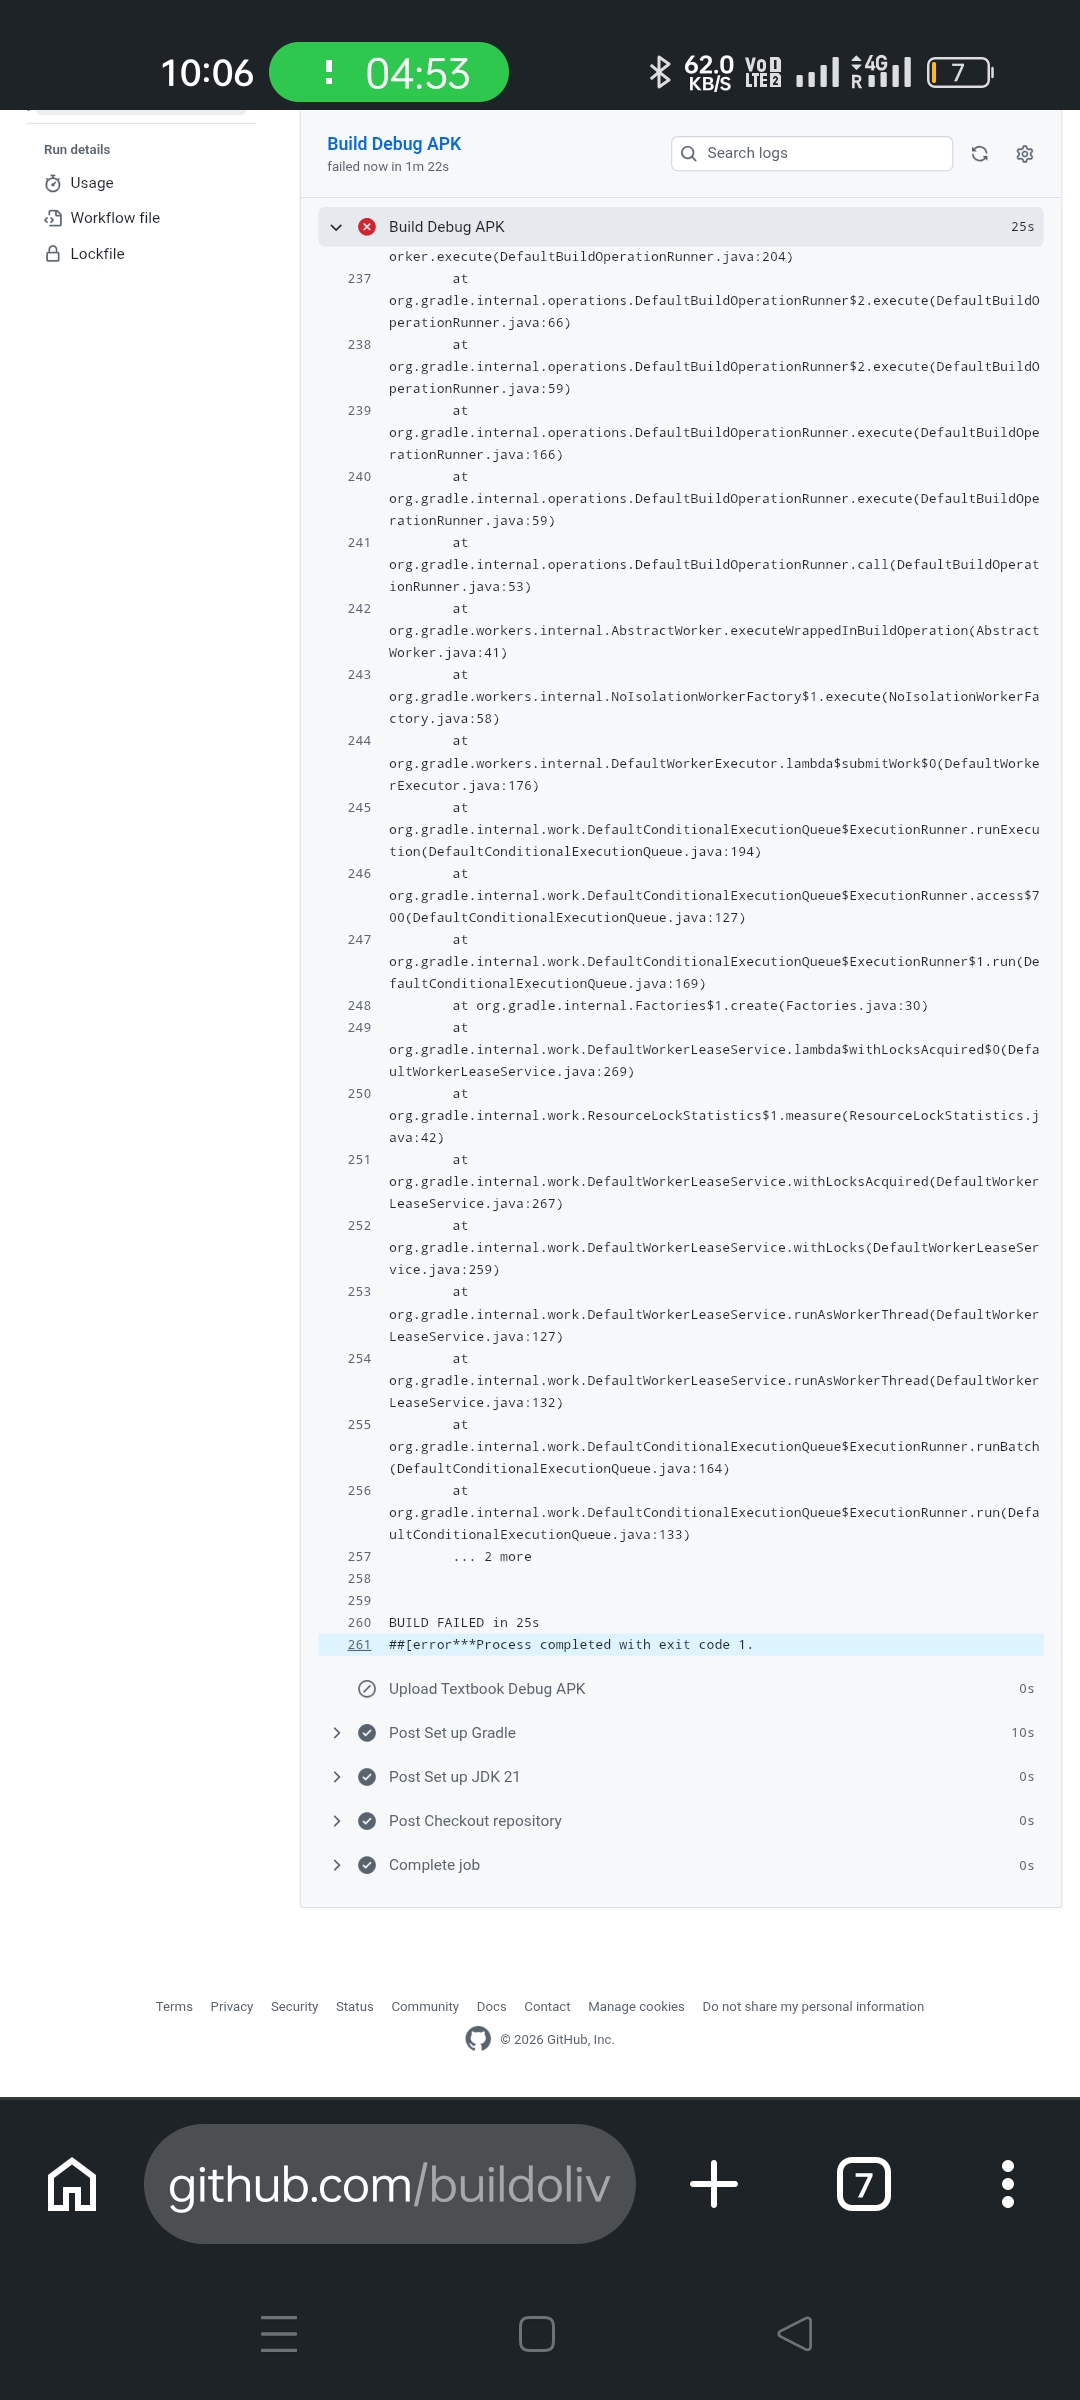 10:06
! 04:53
62.0 KB/S
Vo LTE 2
4G
R
7
Run details
Usage
Workflow file
Lockfile
Build Debug APK
failed now in 1m 22s
Search logs
Build Debug APK 25s
orker.execute(DefaultBuildOperationRunner.java:204)
237 at
org.gradle.internal.operations.DefaultBuildOperationRunner$2.execute(DefaultBuildO
perationRunner.java:66)
238 at
org.gradle.internal.operations.DefaultBuildOperationRunner$2.execute(DefaultBuildO
perationRunner.java:59)
239 at
org.gradle.internal.operations.DefaultBuildOperationRunner.execute(DefaultBuildOpe
rationRunner.java:166)
240 at
org.gradle.internal.operations.DefaultBuildOperationRunner.execute(DefaultBuildOpe
rationRunner.java:59)
241 at
org.gradle.internal.operations.DefaultBuildOperationRunner.call(DefaultBuildOperat
ionRunner.java:53)
242 at
org.gradle.workers.internal.AbstractWorker.executeWrappedInBuildOperation(Abstract
Worker.java:41)
243 at
org.gradle.workers.internal.NoIsolationWorkerFactory$1.execute(NoIsolationWorkerFa
ctory.java:58)
244 at
org.gradle.workers.internal.DefaultWorkerExecutor.lambda$submitWork$0(DefaultWorke
rExecutor.java:176)
245 at
org.gradle.internal.work.DefaultConditionalExecutionQueue$ExecutionRunner.runExecu
tion(DefaultConditionalExecutionQueue.java:194)
246 at
org.gradle.internal.work.DefaultConditionalExecutionQueue$ExecutionRunner.access$7
00(DefaultConditionalExecutionQueue.java:127)
247 at
org.gradle.internal.work.DefaultConditionalExecutionQueue$ExecutionRunner$1.run(De
faultConditionalExecutionQueue.java:169)
248 at org.gradle.internal.Factories$1.create(Factories.java:30)
249 at
org.gradle.internal.work.DefaultWorkerLeaseService.lambda$withLocksAcquired$0(Defa
ultWorkerLeaseService.java:269)
250 at
org.gradle.internal.work.ResourceLockStatistics$1.measure(ResourceLockStatistics.j
ava:42)
251 at
org.gradle.internal.work.DefaultWorkerLeaseService.withLocksAcquired(DefaultWorker
LeaseService.java:267)
252 at
org.gradle.internal.work.DefaultWorkerLeaseService.withLocks(DefaultWorkerLeaseSer
vice.java:259)
253 at
org.gradle.internal.work.DefaultWorkerLeaseService.runAsWorkerThread(DefaultWorker
LeaseService.java:127)
254 at
org.gradle.internal.work.DefaultWorkerLeaseService.runAsWorkerThread(DefaultWorker
LeaseService.java:132)
255 at
org.gradle.internal.work.DefaultConditionalExecutionQueue$ExecutionRunner.runBatch
(DefaultConditionalExecutionQueue.java:164)
256 at
org.gradle.internal.work.DefaultConditionalExecutionQueue$ExecutionRunner.run(Defa
ultConditionalExecutionQueue.java:133)
257 ... 2 more
258
259
260 BUILD FAILED in 25s
261 ##[error***Process completed with exit code 1.
Upload Textbook Debug APK 0s
Post Set up Gradle 10s
Post Set up JDK 21 0s
Post Checkout repository 0s
Complete job 0s
Terms Privacy Security Status Community Docs Contact Manage cookies Do not share my personal information
© 2026 GitHub, Inc.
github.com/buildoliv
7